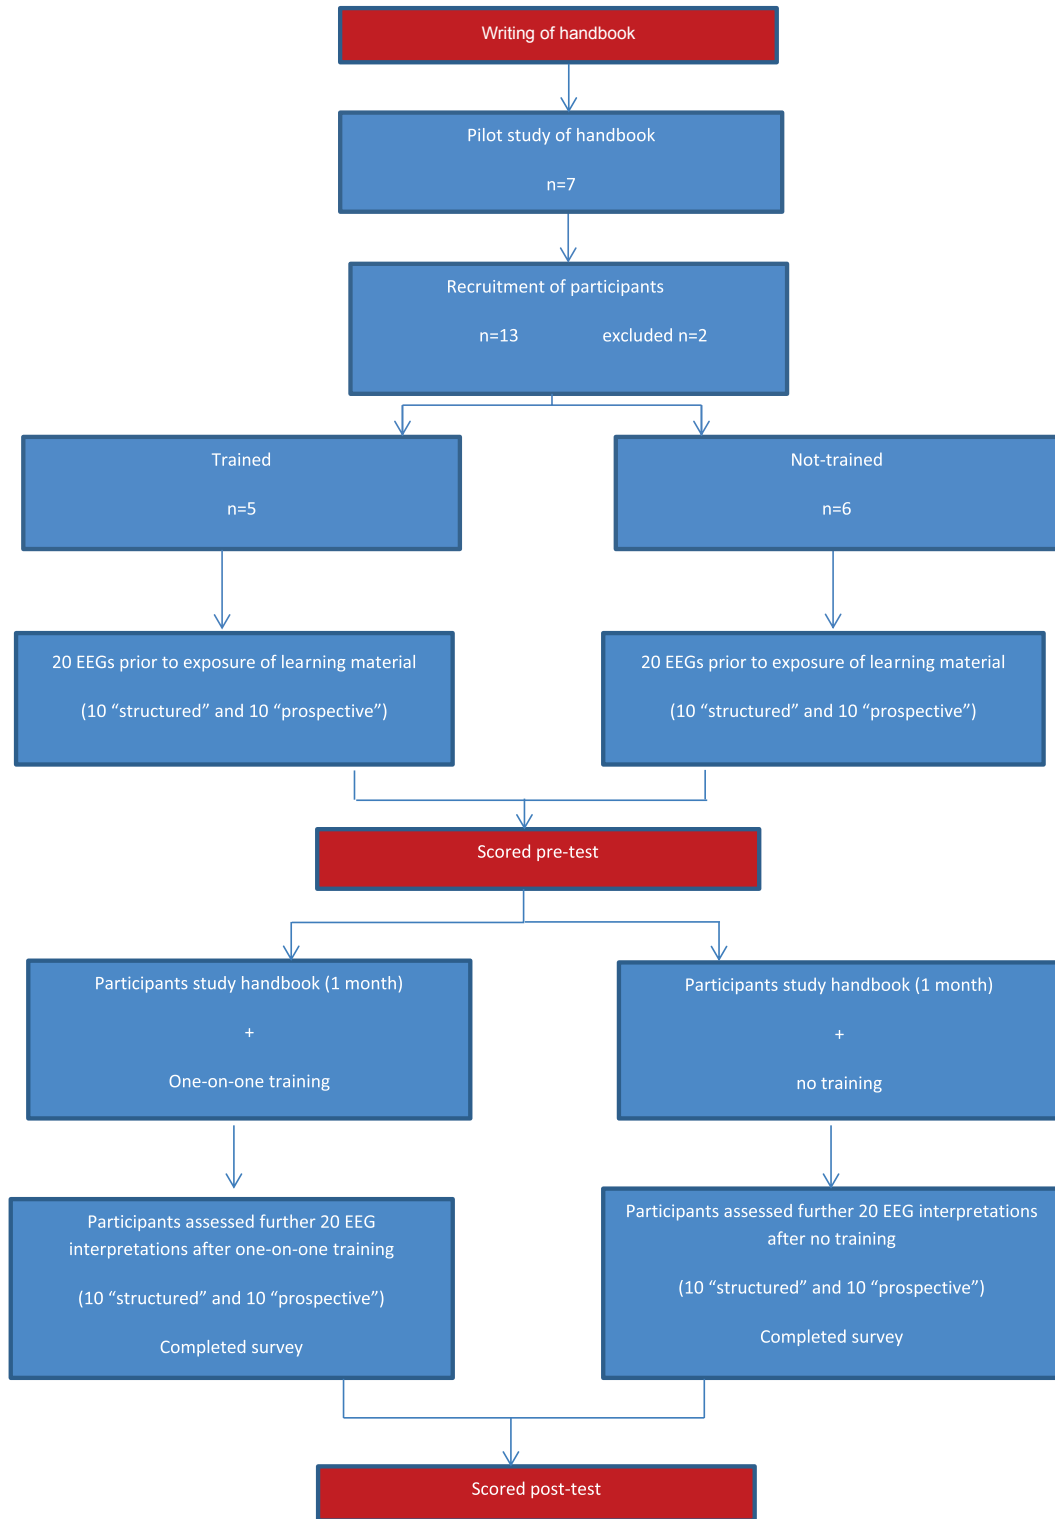 Writing of handbook
Pilot study of handbook
n=7
Recruitment of participants
n=13 excluded n=2
Trained
n=5
Not-trained
n=6
20 EEGs prior to exposure of learning material
(10 “structured” and 10 “prospective”)
20 EEGs prior to exposure of learning material
(10 “structured” and 10 “prospective”)
Scored pre-test
Participants study handbook (1 month)
+
One-on-one training
Participants study handbook (1 month)
+
no training
Participants assessed further 20 EEG
interpretations after one-on-one training
(10 “structured” and 10 “prospective”)
Completed survey
Participants assessed further 20 EEG interpretations
after no training
(10 “structured” and 10 “prospective”)
Completed survey
Scored post-test